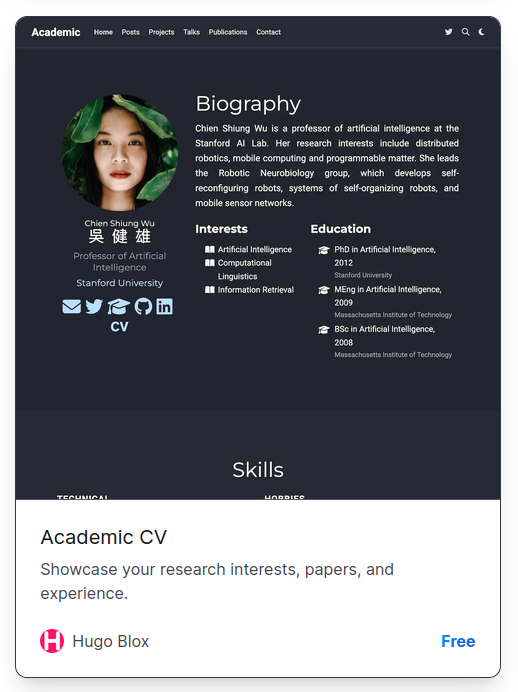 Academic Home Posts Projects Talks Publications Contact
Biography
Chien Shiung Wu is a professor of artificial intelligence at the
Stanford AI Lab. Her research interests include distributed
robotics, mobile computing and programmable matter. She leads
the Robotic Neurobiology group, which develops self-
reconfiguring robots, systems of self-organizing robots, and
mobile sensor networks.
Chien Shiung Wu
吳健雄
Professor of Artificial
Intelligence
Stanford University
CV
Interests
Artificial Intelligence
Computational
Linguistics
Information Retrieval
Education
PhD in Artificial Intelligence,
2012
Stanford University
MEng in Artificial Intelligence,
2009
Massachusetts Institute of Technology
BSc in Artificial Intelligence,
2008
Massachusetts Institute of Technology
Skills
TECHNICAL
HOBBIES
Academic CV
Showcase your research interests, papers, and
experience.
Hugo Blox
Free